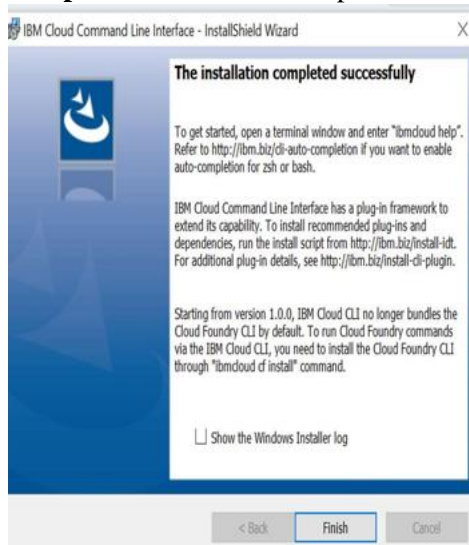 IBM Cloud Command Line Interface - InstallShield Wizard
X
The installation completed successfully
To get started, open a terminal window and enter "ibmcloud help".
Refer to http://ibm.biz/cli-auto-completion if you want to enable
auto-completion for zsh or bash.
IBM Cloud Command Line Interface has a plug-in framework to
extend its capability. To install recommended plug-ins and
dependencies, run the install script from http://ibm.biz/install-idt.
For additional plug-in details, see http://ibm.biz/install-cli-plugin.
Starting from version 1.0.0, IBM Cloud CLI no longer bundles the
Cloud Foundry CLI by default. To run Cloud Foundry commands
via the IBM Cloud CLI, you need to install the Cloud Foundry CLI
through "ibmcloud cf install" command.
Show the Windows Installer log
< Back Finish Cancel